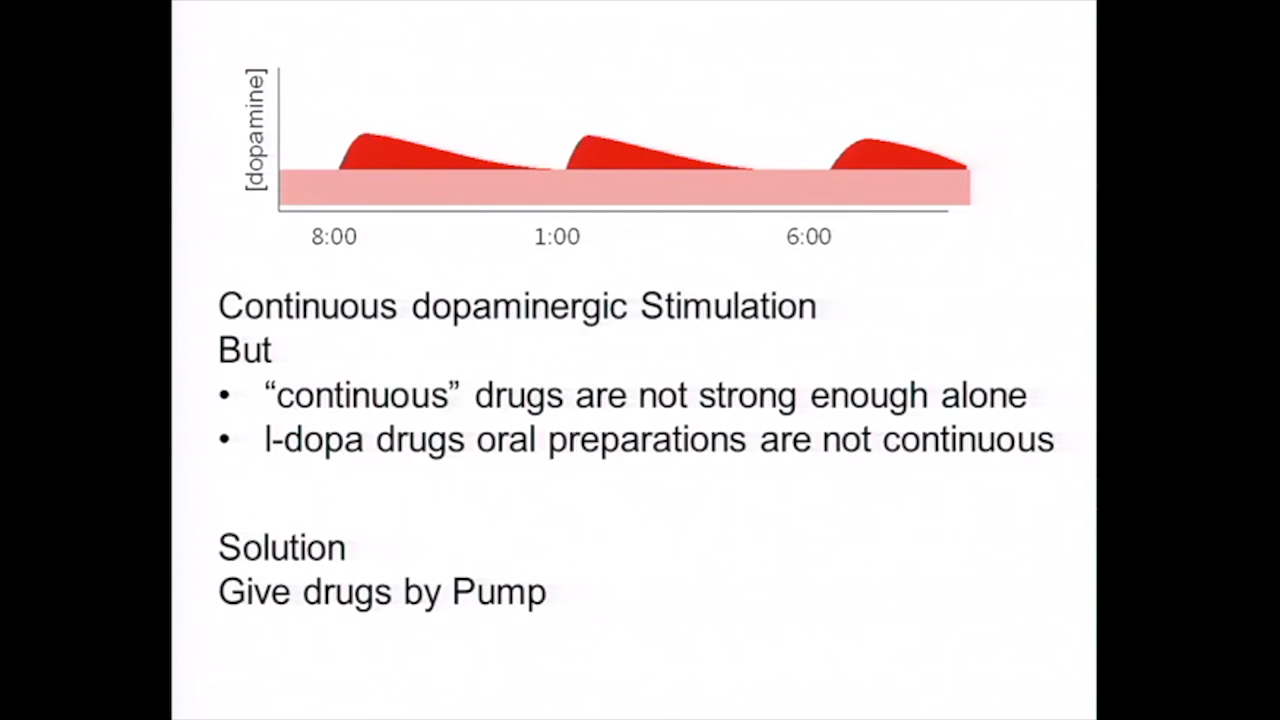 [dopamine]
8:00 1:00 6:00
Continuous dopaminergic Stimulation
But
• “continuous” drugs are not strong enough alone
• l-dopa drugs oral preparations are not continuous
Solution
Give drugs by Pump